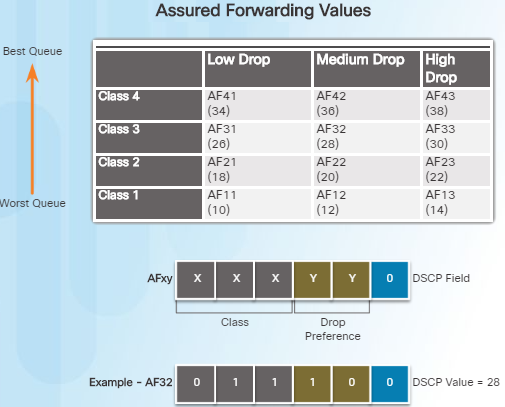 Assured Forwarding Values
Best Queue
Worst Queue
Low Drop Medium Drop High Drop
Class 4 AF41 (34) AF42 (36) AF43 (38)
Class 3 AF31 (26) AF32 (28) AF33 (30)
Class 2 AF21 (18) AF22 (20) AF23 (22)
Class 1 AF11 (10) AF12 (12) AF13 (14)
AFxy X X X Y Y 0 DSCP Field
Class Drop Preference
Example - AF32 0 1 1 1 0 0 DSCP Value = 28